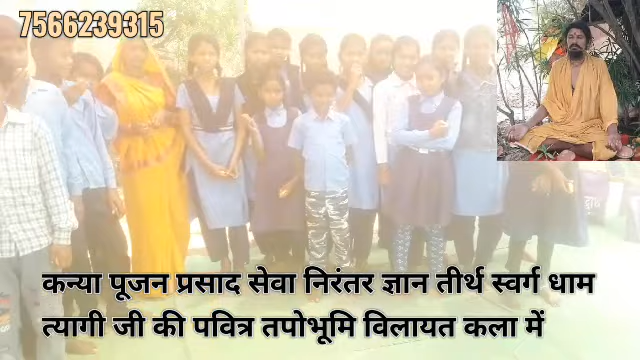 7566239315
कन्या पूजन प्रसाद सेवा निरंतर ज्ञान तीर्थ स्वर्ग धाम
त्यागी जी की पवित्र तपोभूमि विलायत कला में